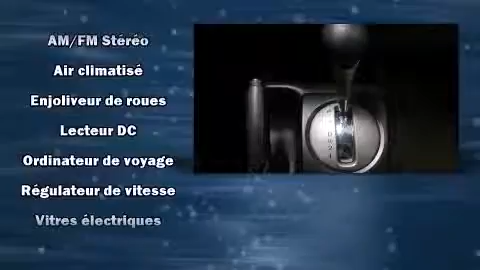 AM/FM Stéréo
Air climatisé
Enjoliveur de roues
Lecteur DC
Ordinateur de voyage
Régulateur de vitesse
Vitres électriques